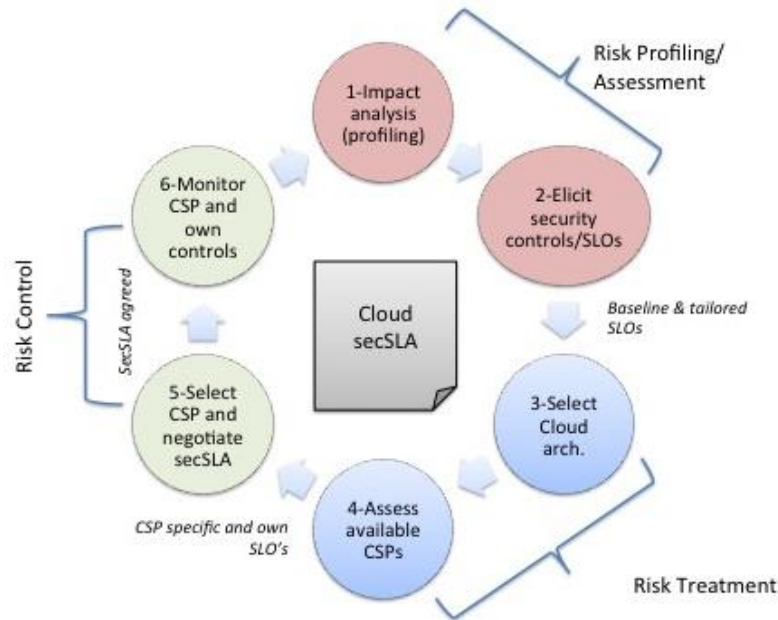 Risk Profiling/
Assessment
1-Impact
analysis
(profiling)
2-Elicit
security
controls/SLOs
Baseline & tailored
SLOs
3-Select
Cloud
arch.
Risk Treatment
4-Assess
available
CSPs
CSP specific and own
SLO's
5-Select
CSP and
negotiate
secSLA
SecSLA agreed
Risk Control
6-Monitor
CSP and
own
controls
Cloud
secSLA